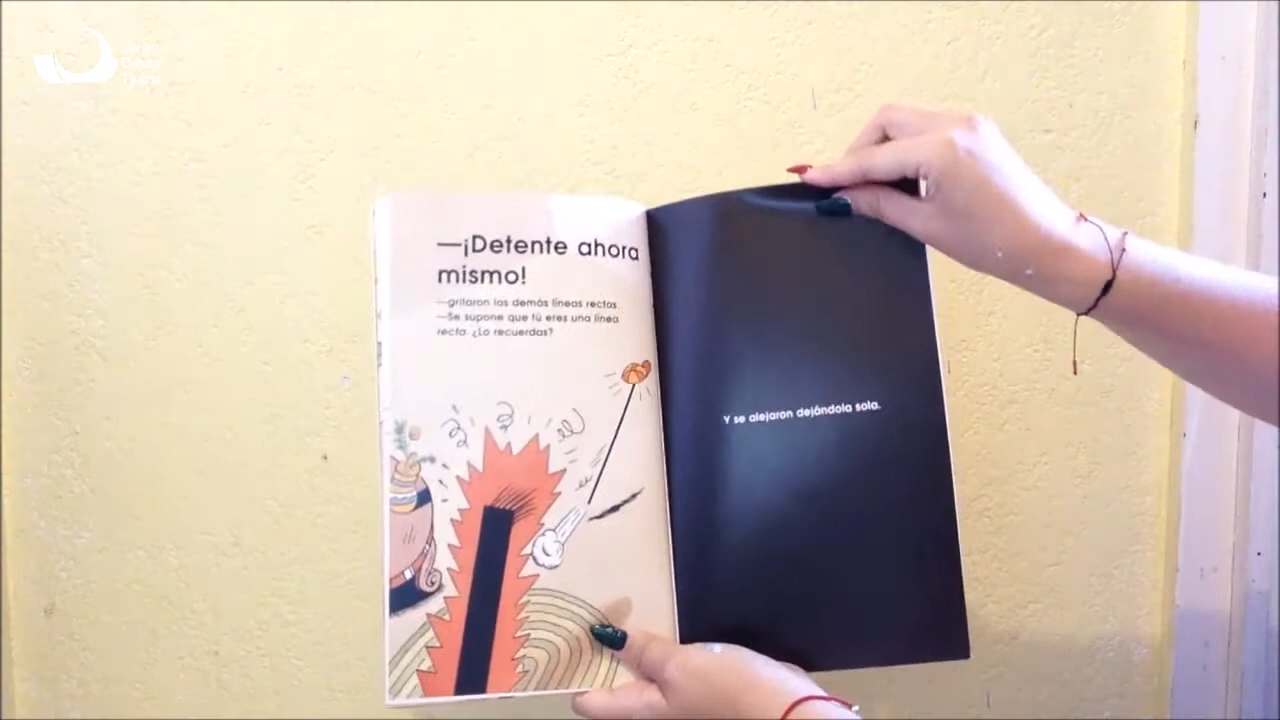 —¡Detente ahora
mismo!
—gritaron las demás líneas rectas.
—Se supone que tú eres una línea
recta. ¿Lo recuerdas?
Y se alejaron dejándola sola.